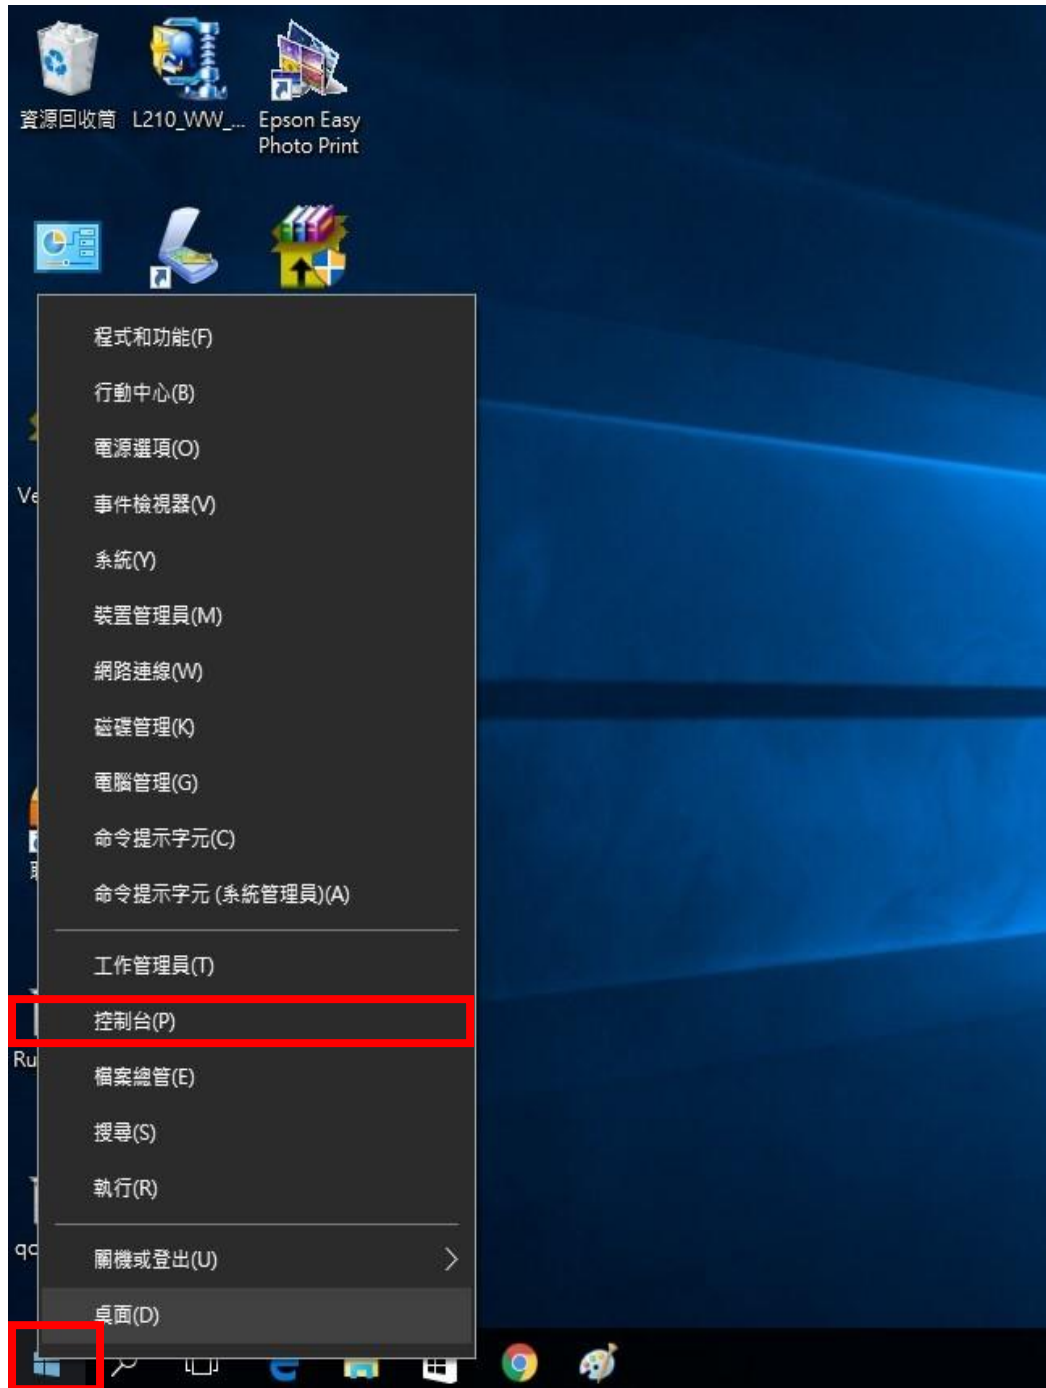 資源回收筒
L210_WW_...
Epson Easy
Photo Print
程式和功能(F)
行動中心(B)
電源選項(O)
事件檢視器(V)
系統(Y)
裝置管理員(M)
網路連線(W)
磁碟管理(K)
電腦管理(G)
命令提示字元(C)
命令提示字元 (系統管理員)(A)
工作管理員(T)
控制台(P)
檔案總管(E)
搜尋(S)
執行(R)
關機或登出(U)
桌面(D)
Ve
Ru